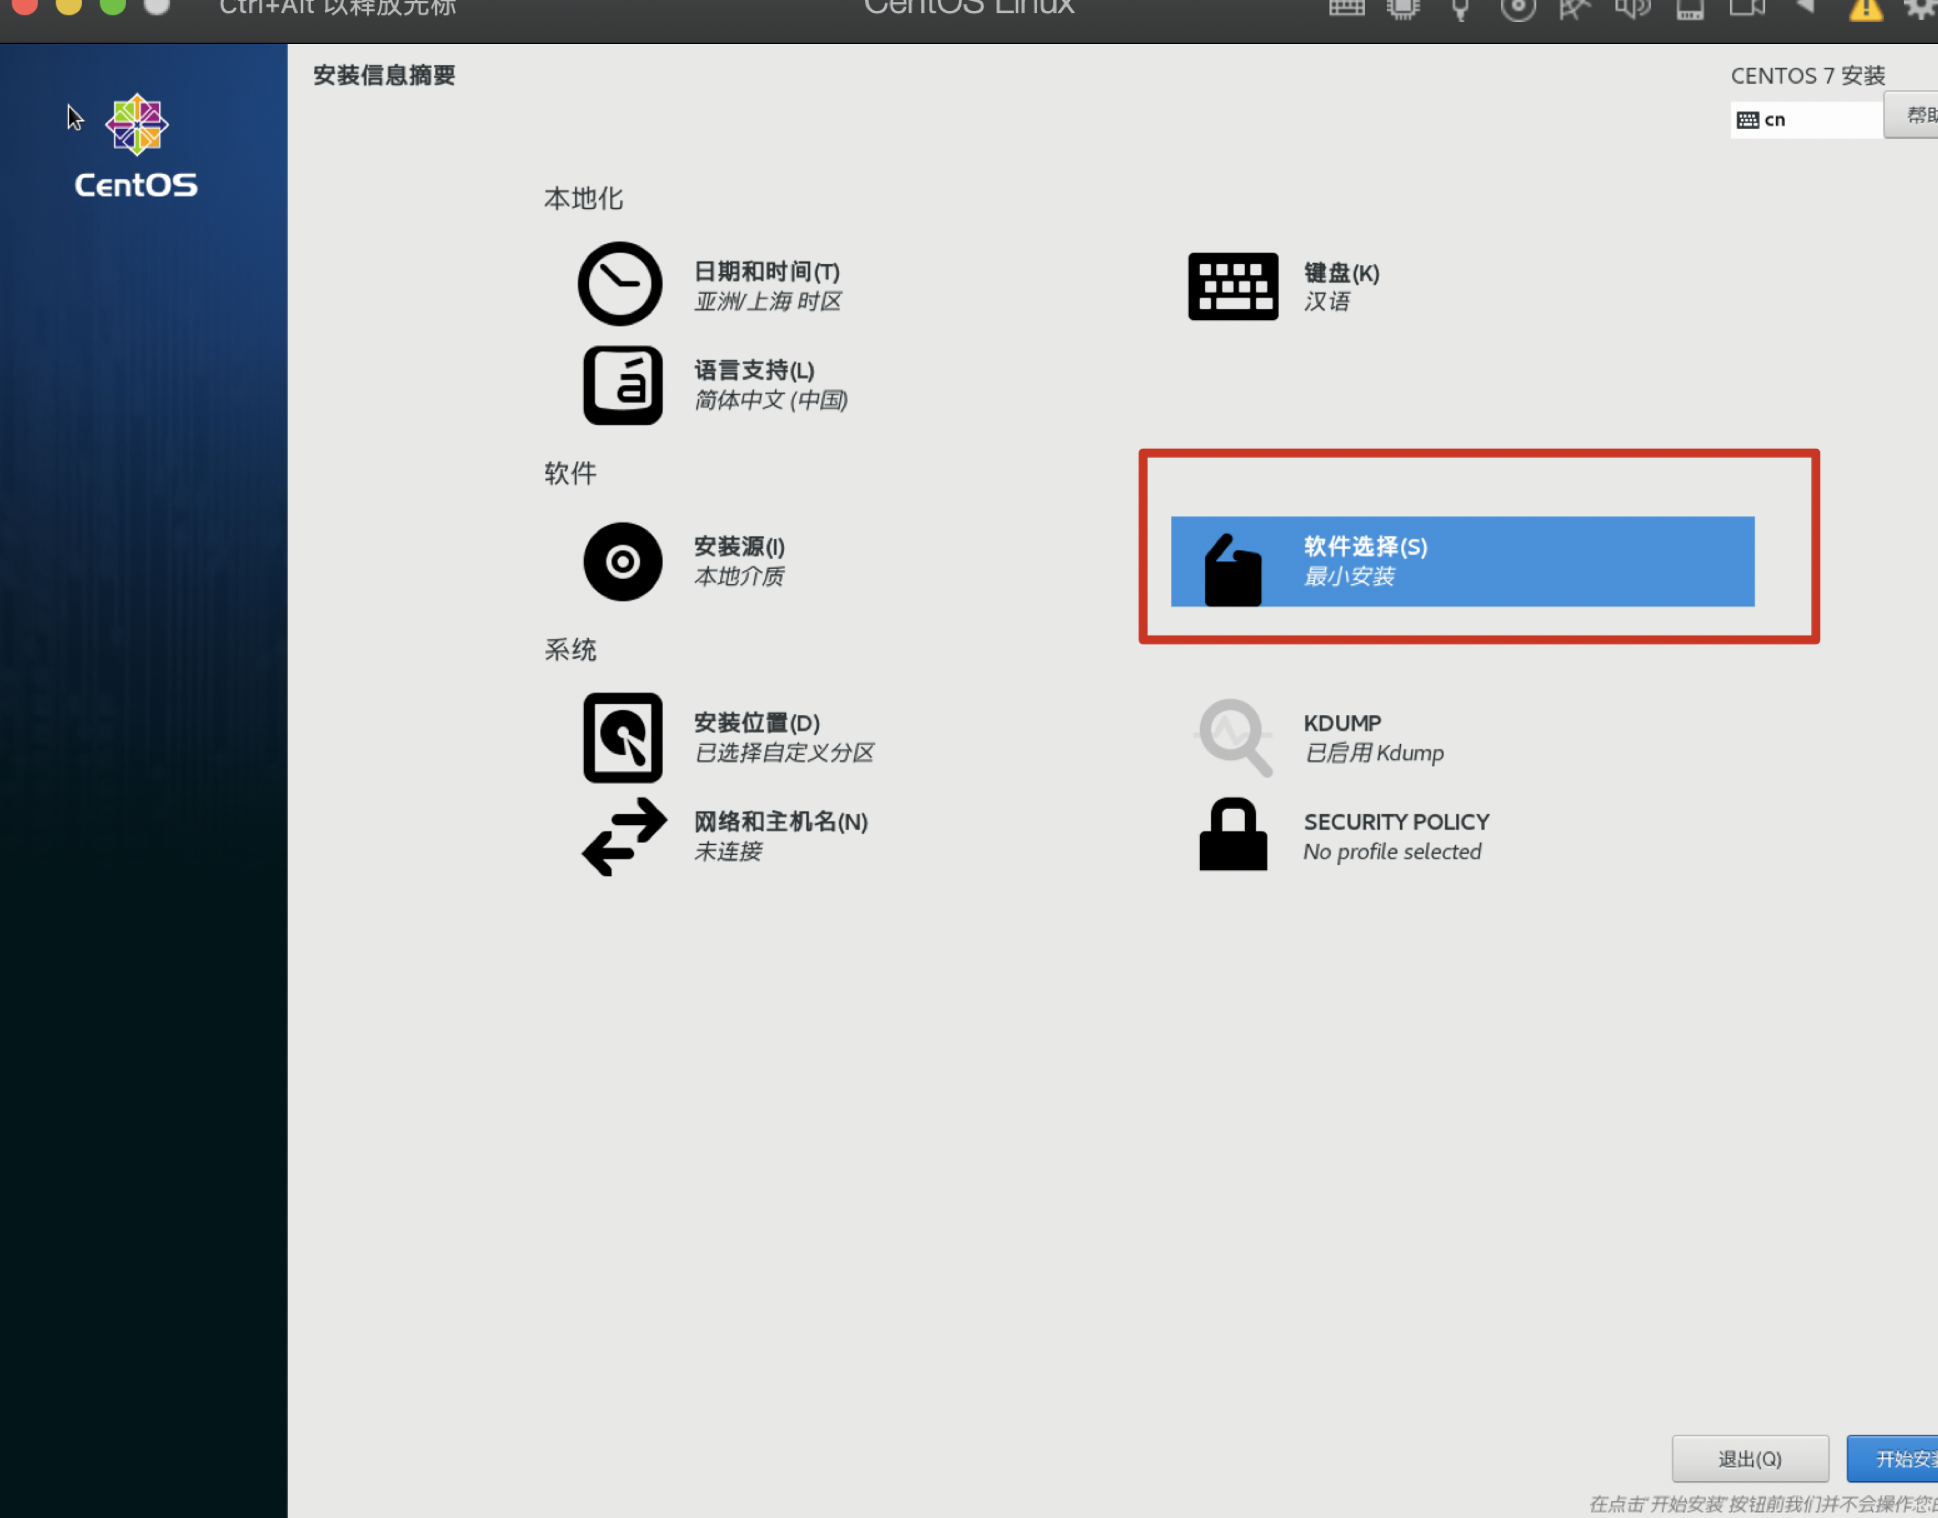 Ctrl+Alt 以释放光标
CentOS Linux
安装信息摘要
CENTOS 7 安装
cn
帮助
CentOS
本地化
日期和时间(T)
亚洲/上海 时区
键盘(K)
汉语
语言支持(L)
简体中文 (中国)
软件
安装源(I)
本地介质
软件选择(S)
最小安装
系统
安装位置(D)
已选择自定义分区
KDUMP
已启用 Kdump
网络和主机名(N)
未连接
SECURITY POLICY
No profile selected
退出(Q)
开始安装
在点击"开始安装"按钮前我们并不会操作您的